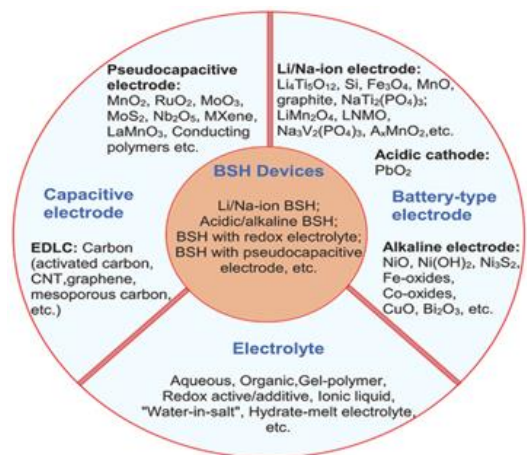 Pseudocapacitive
electrode:
MnO₂, RuO₂, MoO₃,
MoS₂, Nb₂O₅, MXene,
LaMnO₃, Conducting
polymers etc.
Capacitive
electrode
EDLC: Carbon
(activated carbon,
CNT,graphene,
mesoporous carbon,
etc.)
Li/Na-ion electrode:
Li₄Ti₅O₁₂, Si, Fe₃O₄, MnO,
graphite, NaTi₂(PO₄)₃;
LiMn₂O₄, LNMO,
Na₃V₂(PO₄)₃, AₓMnO₂,etc.
Acidic cathode:
PbO₂
Battery-type
electrode
Alkaline electrode:
NiO, Ni(OH)₂, Ni₃S₂,
Fe-oxides,
Co-oxides,
CuO, Bi₂O₃, etc.
BSH Devices
Li/Na-ion BSH;
Acidic/alkaline BSH;
BSH with redox electrolyte;
BSH with pseudocapacitive
electrode, etc.
Electrolyte
Aqueous, Organic,Gel-polymer,
Redox active/additive, Ionic liquid,
"Water-in-salt", Hydrate-melt electrolyte,
etc.